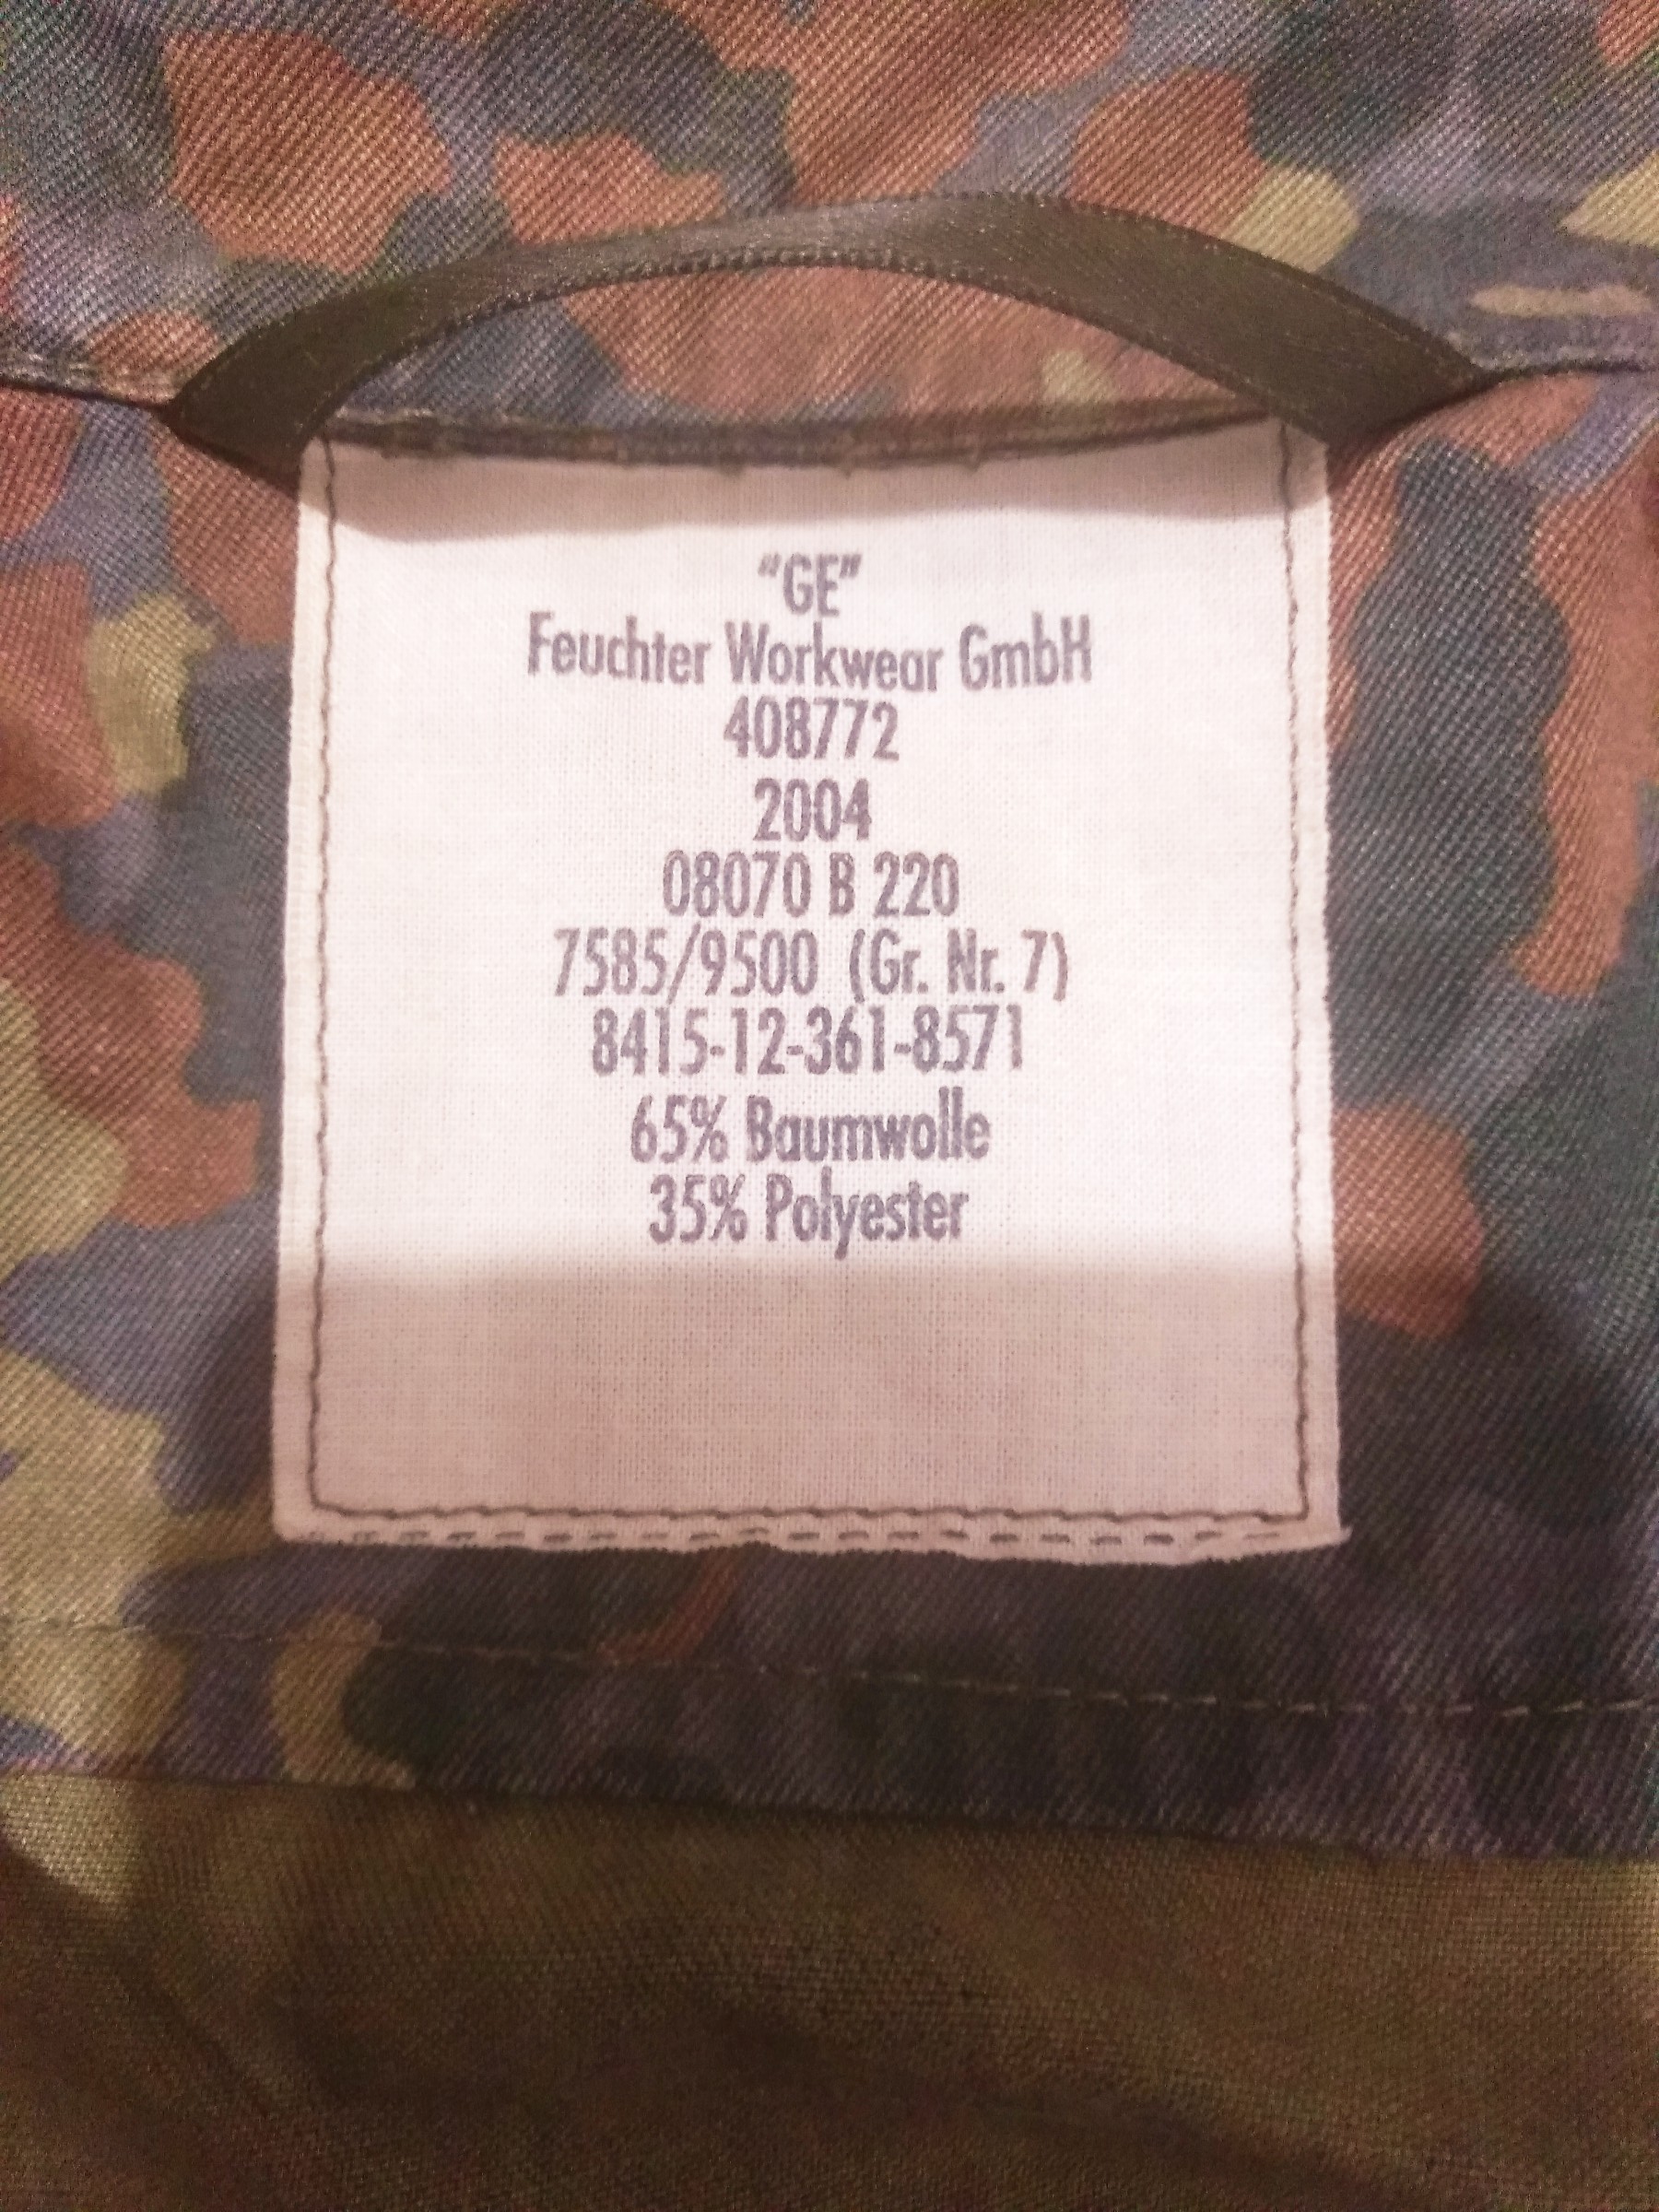 “GE”
Feuchter Workwear GmbH
408772
2004
08070 B 220
7585/9500 (Gr. Nr. 7)
8415-12-361-8571
65% Baumwolle
35% Polyester